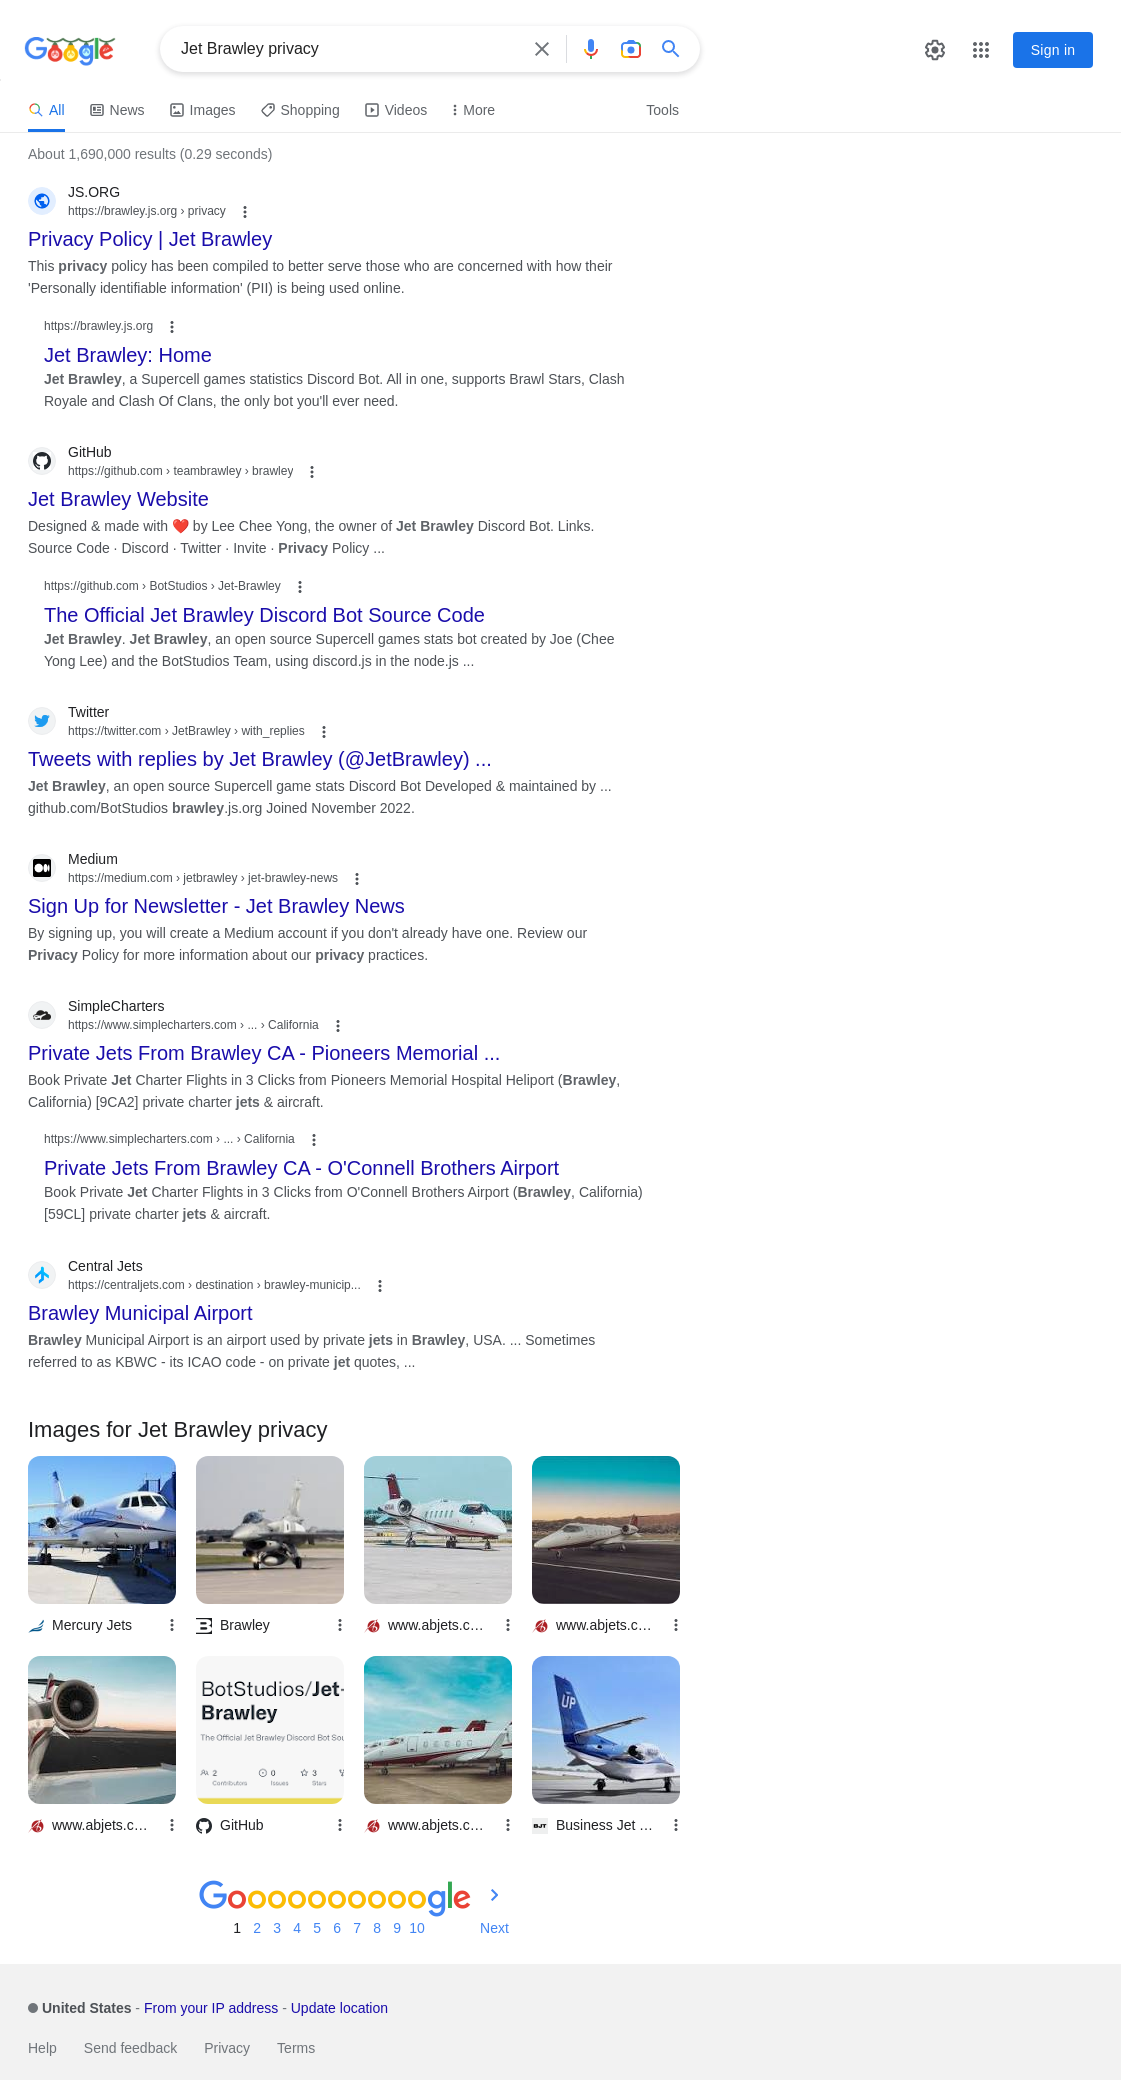 Google
Jet Brawley privacy
Sign in
All
News
Images
Shopping
Videos
More
Tools
About 1,690,000 results (0.29 seconds)
JS.ORG
https://brawley.js.org › privacy
Privacy Policy | Jet Brawley
This privacy policy has been compiled to better serve those who are concerned with how their
'Personally identifiable information' (PII) is being used online.
https://brawley.js.org
Jet Brawley: Home
Jet Brawley, a Supercell games statistics Discord Bot. All in one, supports Brawl Stars, Clash
Royale and Clash Of Clans, the only bot you'll ever need.
GitHub
https://github.com › teambrawley › brawley
Jet Brawley Website
Designed & made with ❤️ by Lee Chee Yong, the owner of Jet Brawley Discord Bot. Links.
Source Code · Discord · Twitter · Invite · Privacy Policy ...
https://github.com › BotStudios › Jet-Brawley
The Official Jet Brawley Discord Bot Source Code
Jet Brawley. Jet Brawley, an open source Supercell games stats bot created by Joe (Chee
Yong Lee) and the BotStudios Team, using discord.js in the node.js ...
Twitter
https://twitter.com › JetBrawley › with_replies
Tweets with replies by Jet Brawley (@JetBrawley) ...
Jet Brawley, an open source Supercell game stats Discord Bot Developed & maintained by ...
github.com/BotStudios brawley.js.org Joined November 2022.
Medium
https://medium.com › jetbrawley › jet-brawley-news
Sign Up for Newsletter - Jet Brawley News
By signing up, you will create a Medium account if you don't already have one. Review our
Privacy Policy for more information about our privacy practices.
SimpleCharters
https://www.simplecharters.com › ... › California
Private Jets From Brawley CA - Pioneers Memorial ...
Book Private Jet Charter Flights in 3 Clicks from Pioneers Memorial Hospital Heliport (Brawley,
California) [9CA2] private charter jets & aircraft.
https://www.simplecharters.com › ... › California
Private Jets From Brawley CA - O'Connell Brothers Airport
Book Private Jet Charter Flights in 3 Clicks from O'Connell Brothers Airport (Brawley, California)
[59CL] private charter jets & aircraft.
Central Jets
https://centraljets.com › destination › brawley-municip...
Brawley Municipal Airport
Brawley Municipal Airport is an airport used by private jets in Brawley, USA. ... Sometimes
referred to as KBWC - its ICAO code - on private jet quotes, ...
Images for Jet Brawley privacy
Mercury Jets
Brawley
www.abjets.c...
www.abjets.c...
BotStudios/Jet-
Brawley
The Official Jet Brawley Discord Bot Sou
2
Contributors
0
Issues
3
Stars
UP
www.abjets.c...
GitHub
www.abjets.c...
BJT
Business Jet ...
Goooooooooogle
1 2 3 4 5 6 7 8 9 10 Next
United States - From your IP address - Update location
Help Send feedback Privacy Terms